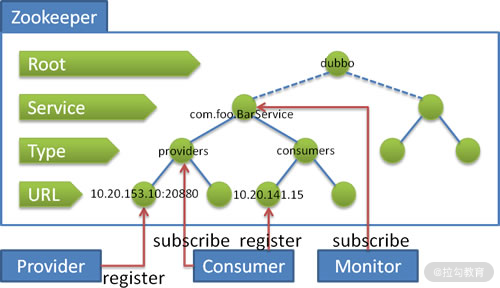 Zookeeper
Root
dubbo
Service
com.foo.BarService
Type
providers
consumers
URL
10.20.153.10:20880
10.20.141.15
subscribe
register
subscribe
Provider
register
Consumer
Monitor
@拉勾教育